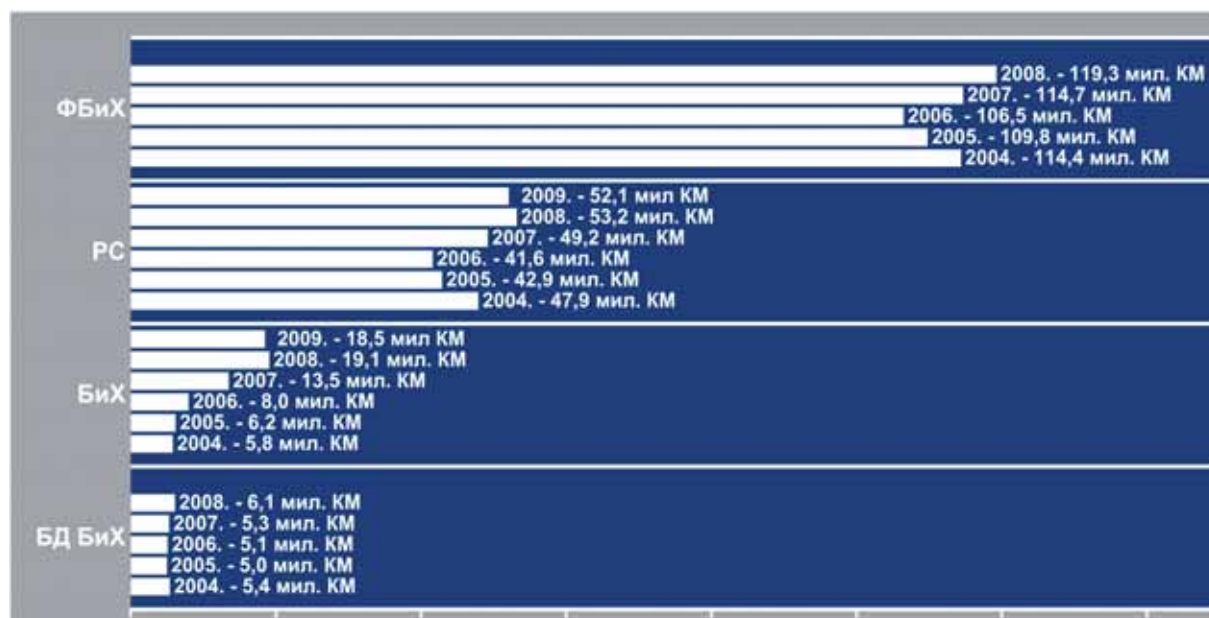 ФБиХ
2008. - 119,3 мил. КМ
2007. - 114,7 мил. КМ
2006. - 106,5 мил. КМ
2005. - 109,8 мил. КМ
2004. - 114,4 мил. КМ
РС
2009. - 52,1 мил КМ
2008. - 53,2 мил. КМ
2007. - 49,2 мил. КМ
2006. - 41,6 мил. КМ
2005. - 42,9 мил. КМ
2004. - 47,9 мил. КМ
БиХ
2009. - 18,5 мил КМ
2008. - 19,1 мил. КМ
2007. - 13,5 мил. КМ
2006. - 8,0 мил. КМ
2005. - 6,2 мил. КМ
2004. - 5,8 мил. КМ
БД БиХ
2008. - 6,1 мил. КМ
2007. - 5,3 мил. КМ
2006. - 5,1 мил. КМ
2005. - 5,0 мил. КМ
2004. - 5,4 мил. КМ